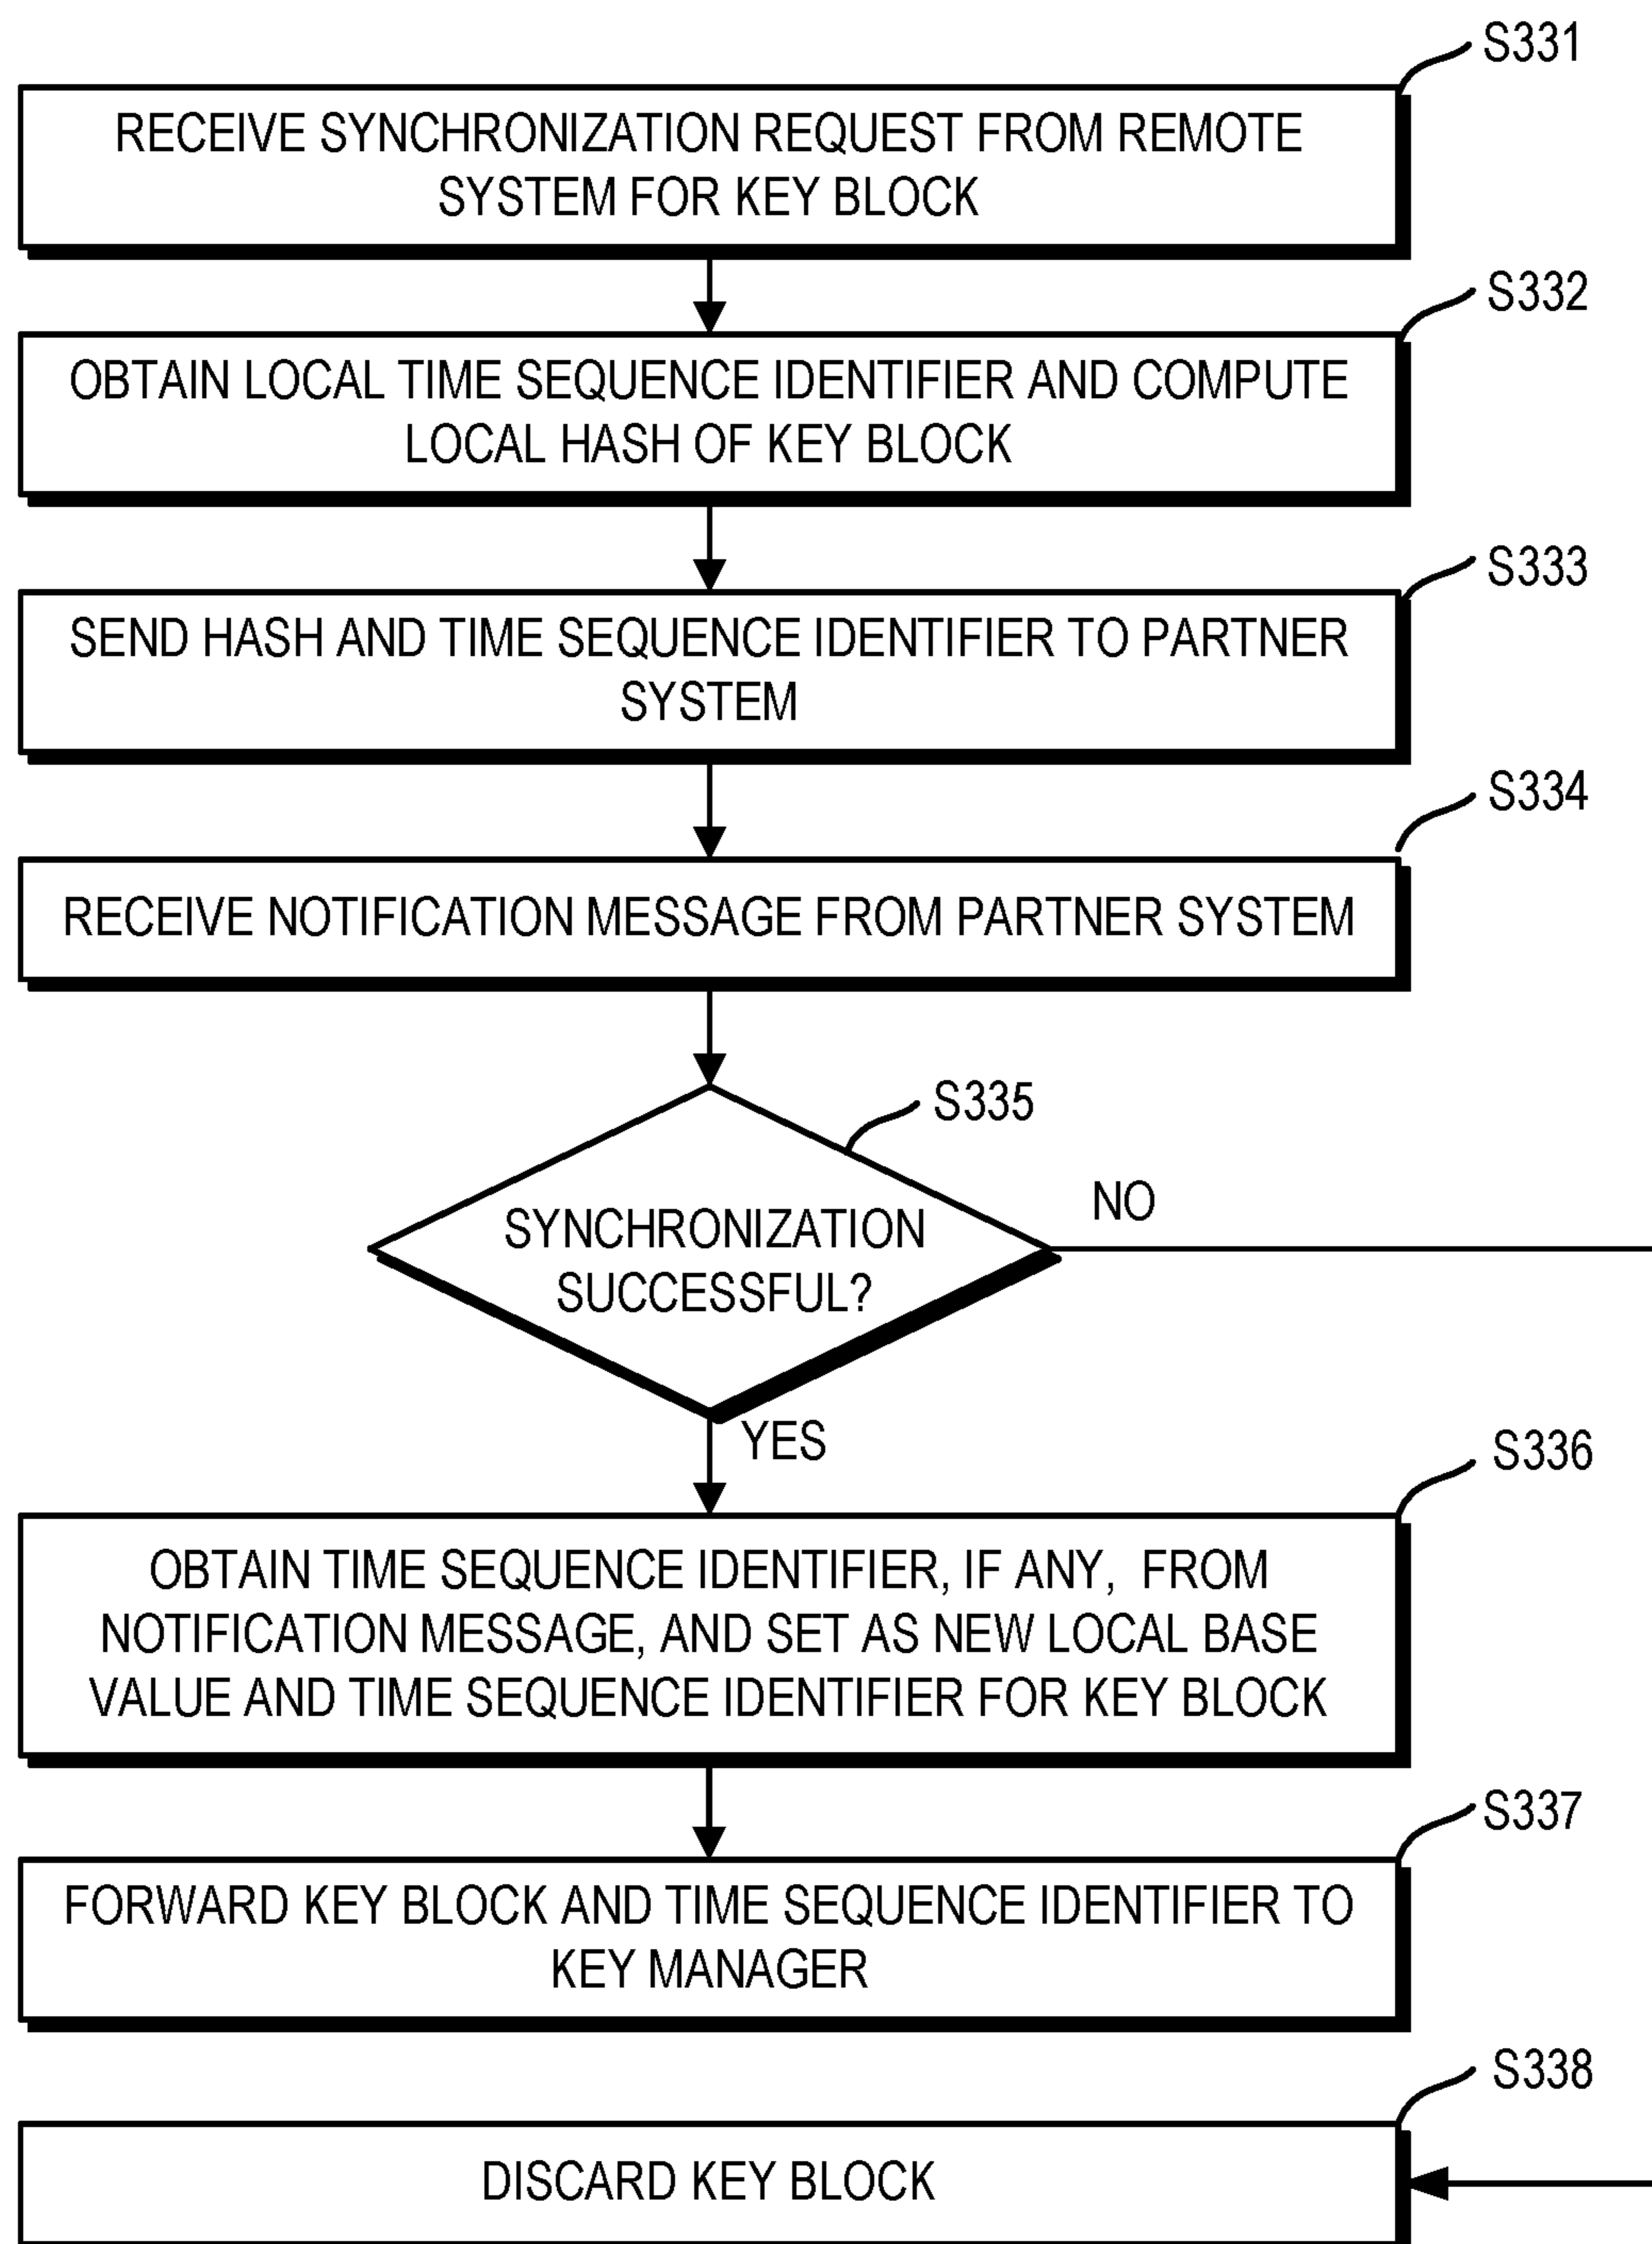 S331
RECEIVE SYNCHRONIZATION REQUEST FROM REMOTE
SYSTEM FOR KEY BLOCK
S332
OBTAIN LOCAL TIME SEQUENCE IDENTIFIER AND COMPUTE
LOCAL HASH OF KEY BLOCK
S333
SEND HASH AND TIME SEQUENCE IDENTIFIER TO PARTNER
SYSTEM
S334
RECEIVE NOTIFICATION MESSAGE FROM PARTNER SYSTEM
S335
SYNCHRONIZATION
SUCCESSFUL?
NO
YES
S336
OBTAIN TIME SEQUENCE IDENTIFIER, IF ANY, FROM
NOTIFICATION MESSAGE, AND SET AS NEW LOCAL BASE
VALUE AND TIME SEQUENCE IDENTIFIER FOR KEY BLOCK
S337
FORWARD KEY BLOCK AND TIME SEQUENCE IDENTIFIER TO
KEY MANAGER
S338
DISCARD KEY BLOCK